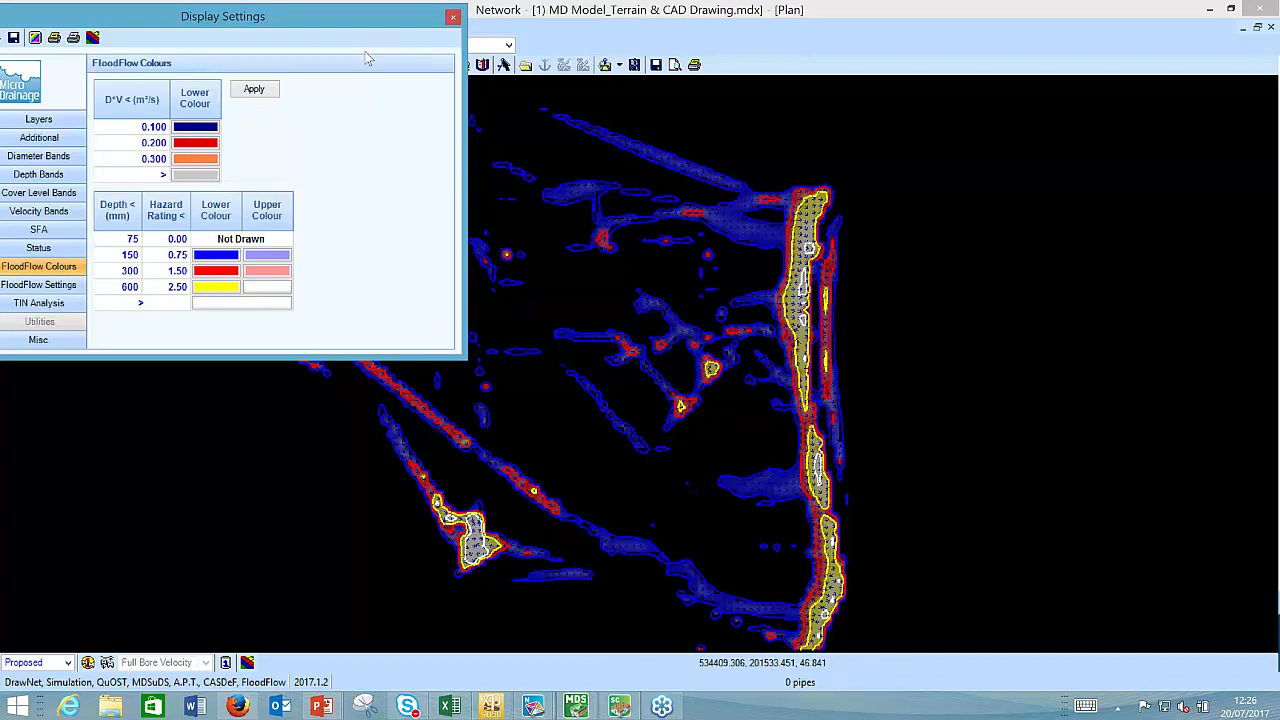 Display Settings
Network - [1) MD Model_Terrain & CAD Drawing.mdx] - [Plan]
FloodFlow Colours
Micro
Drainage
Layers
Additional
Diameter Bands
Depth Bands
Cover Level Bands
Velocity Bands
SFA
Status
FloodFlow Colours
FloodFlow Settings
TIN Analysis
Utilities
Misc.
D*V < (m²/s)
Lower
Colour
Apply
0.100
0.200
0.300
>
Depth <
(mm)
Hazard
Rating <
Lower
Colour
Upper
Colour
75 0.00 Not Drawn
150 0.75
300 1.50
600 2.50
>
Proposed
Full Bore Velocity
534409.306, 201533.451, 46.841
DrawNet, Simulation, QuOST, MDSuDS, A.P.T., CASDeF, FloodFlow 2017.1.2
0 pipes
MDS
12:26
20/07/2017